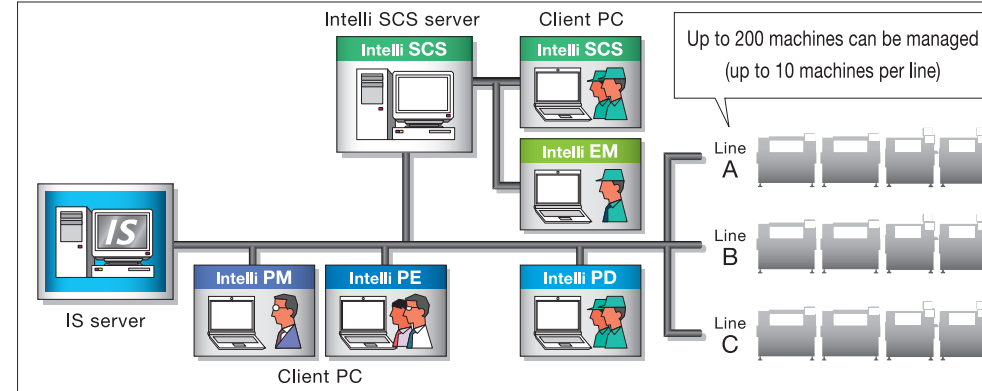 Intelli SCS server
Client PC
Intelli SCS
Intelli SCS
Up to 200 machines can be managed
(up to 10 machines per line)
Intelli EM
Line
A
IS
Line
B
Intelli PM
Intelli PE
Intelli PD
IS server
Line
C
Client PC